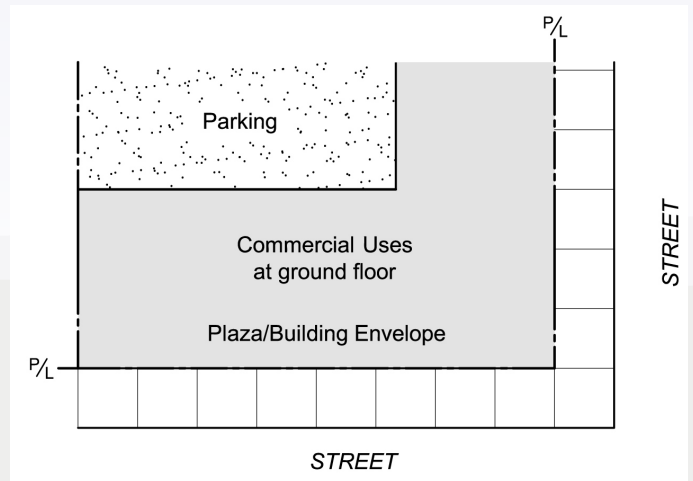 P/L
Parking
STREET
Commercial Uses
at ground floor
Plaza/Building Envelope
P/L
STREET